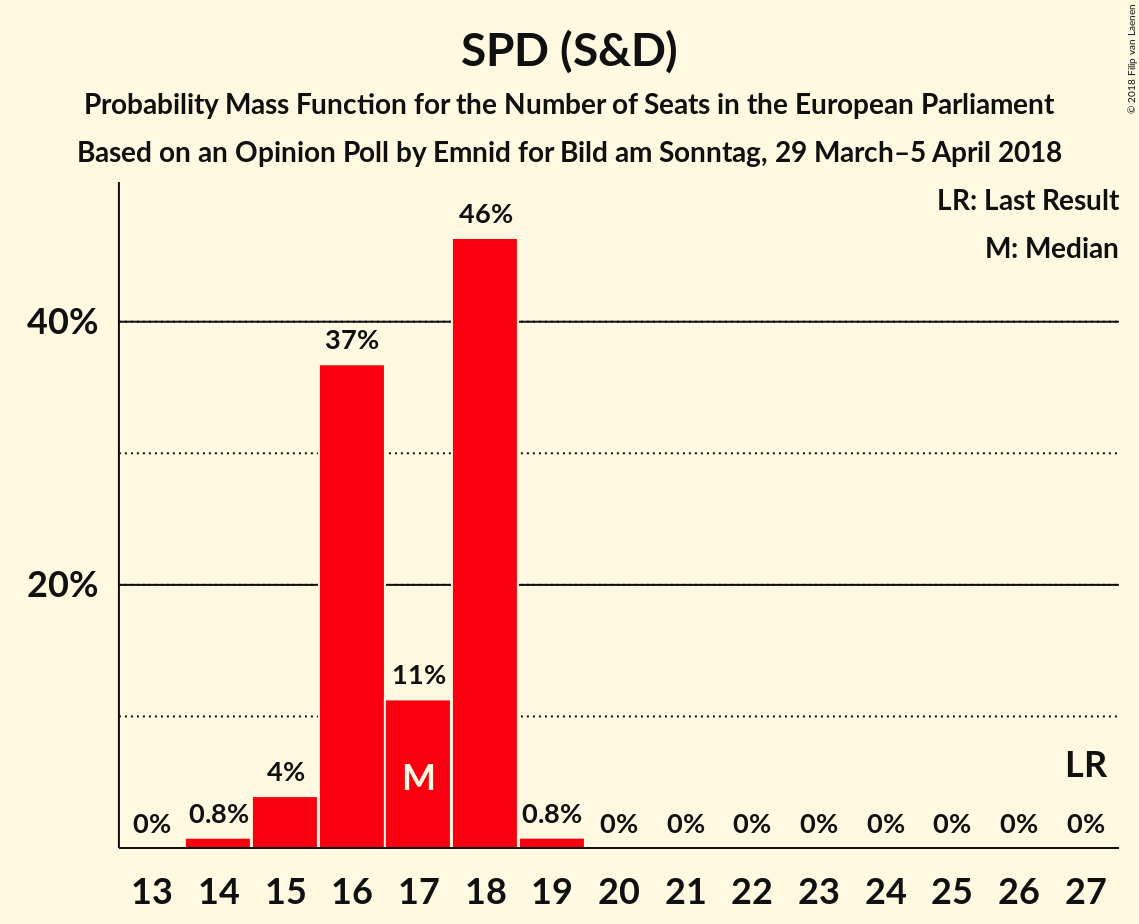 SPD (S&D)
Probability Mass Function for the Number of Seats in the European Parliament
Based on an Opinion Poll by Emnid for Bild am Sonntag, 29 March–5 April 2018
© 2018 Filip van Laenen
LR: Last Result
M: Median
40%
20%
0%
0.8%
4%
37%
11%
46%
0.8%
0%
0%
0%
0%
0%
0%
0%
0%
M
LR
13 14 15 16 17 18 19 20 21 22 23 24 25 26 27